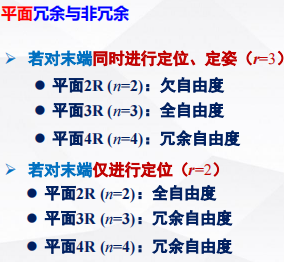 平面冗余与非冗余
若对末端同时进行定位、定姿（r=3）
平面2R (n=2)：欠自由度
平面3R (n=3)：全自由度
平面4R (n=4)：冗余自由度
若对末端仅进行定位（r=2）
平面2R (n=2)：全自由度
平面3R (n=3)：冗余自由度
平面4R (n=4)：冗余自由度